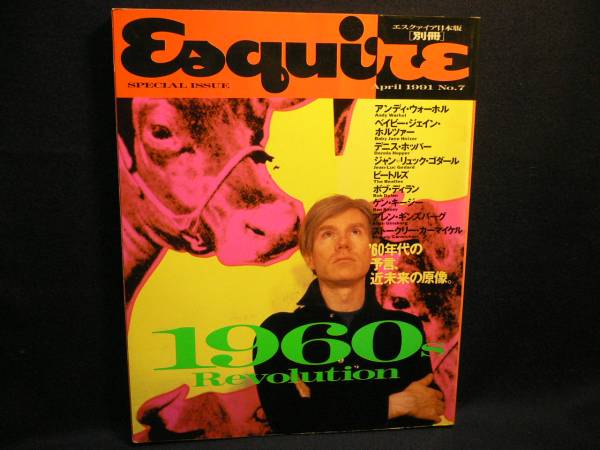 エスクァイア日本版
[別冊]
Esquire
SPECIAL ISSUE
April 1991 No.7
アンディ・ウォーホル
Andy Warhol
ベイビー・ジェイン・
ホルツァー
Baby Jane Holzer
デニス・ホッパー
Dennis Hopper
ジャン=リュック・ゴダール
Jean-Luc Godard
ビートルズ
The Beatles
ボブ・ディラン
Bob Dylan
ケン・キージー
Ken Kesey
アレン・ギンズバーグ
Allen Ginsberg
ストークリー・カーマイケル
'60年代の
予言、
近未来の原像。
1960s
Revolution